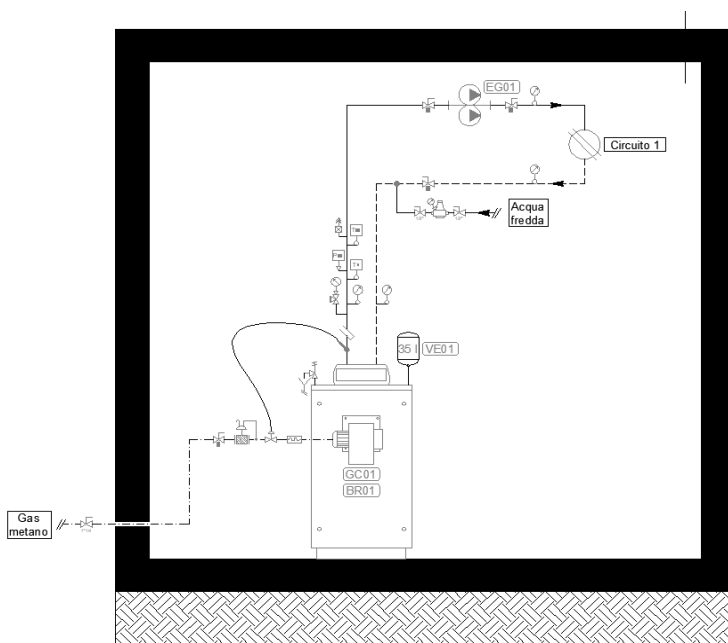 EG01
Circuito 1
Acqua
fredda
35 l
VE01
GC01
BR01
Gas
metano